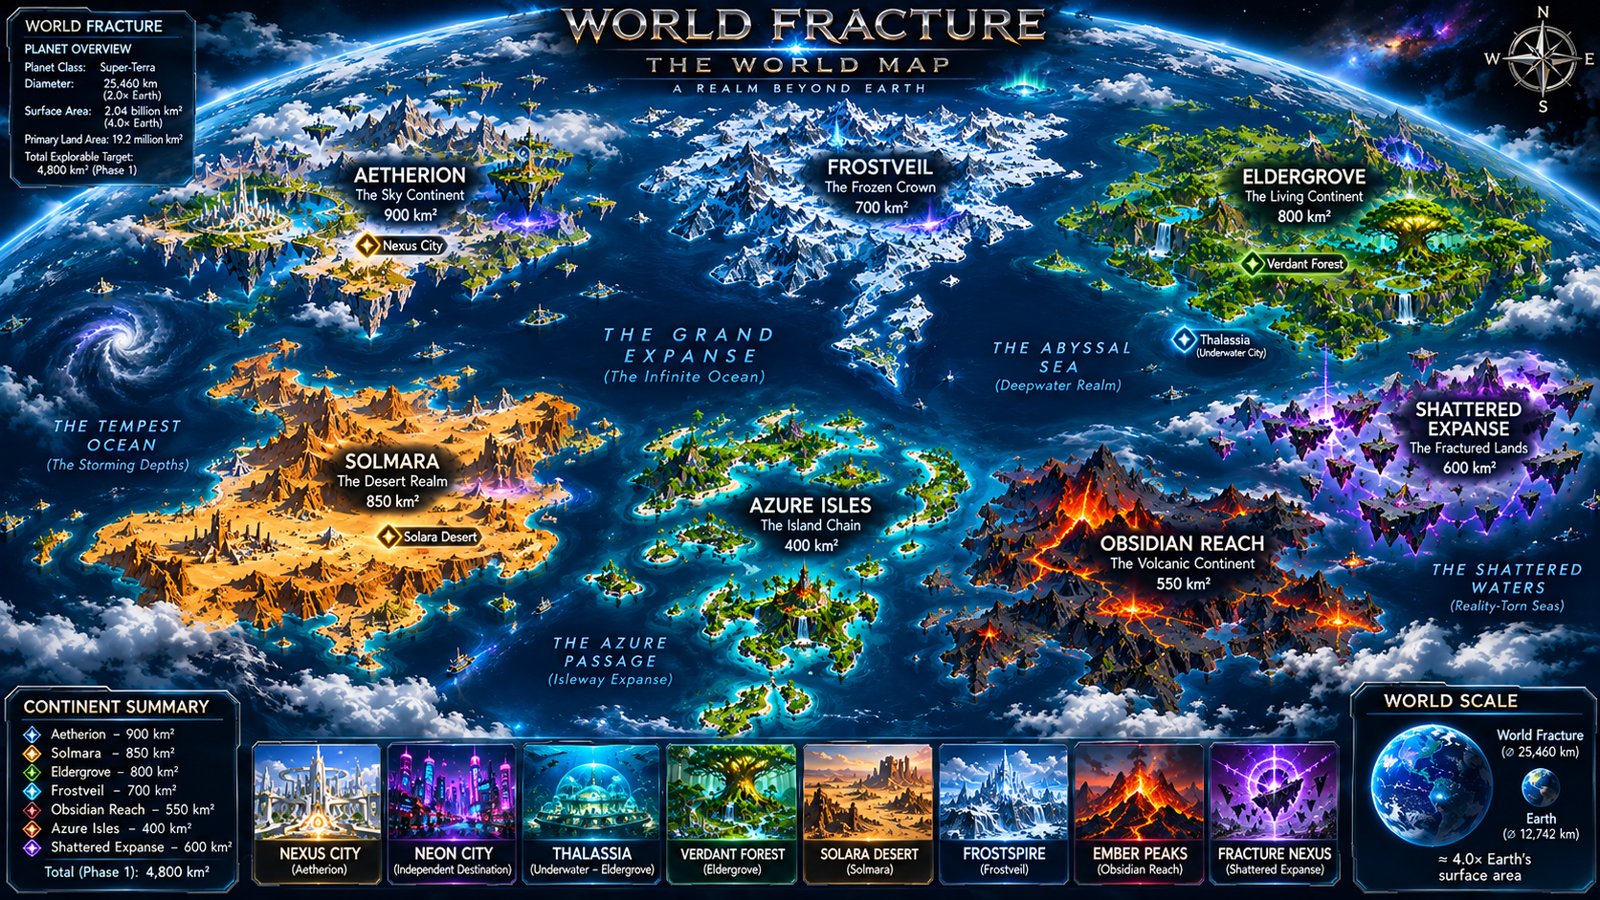 WORLD FRACTURE
THE WORLD MAP
A REALM BEYOND EARTH
WORLD FRACTURE
PLANET OVERVIEW
Planet Class: Super-Terra
Diameter: 25,460 km
(2.0× Earth)
Surface Area: 2.04 billion km²
(4.0× Earth)
Primary Land Area: 19.2 million km²
Total Explorable Target:
4,800 km² (Phase 1)
N
W
E
S
AETHERION
The Sky Continent
900 km²
Nexus City
FROSTVEIL
The Frozen Crown
700 km²
ELDERGROVE
The Living Continent
800 km²
Verdant Forest
Thalassia
(Underwater City)
THE GRAND
EXPANSE
(The Infinite Ocean)
THE ABYSSAL
SEA
(Deepwater Realm)
THE TEMPEST
OCEAN
(The Storming Depths)
SOLMARA
The Desert Realm
850 km²
Solara Desert
AZURE ISLES
The Island Chain
400 km²
SHATTERED
EXPANSE
The Fractured Lands
600 km²
OBSIDIAN REACH
The Volcanic Continent
550 km²
THE SHATTERED
WATERS
(Reality-Torn Seas)
THE AZURE
PASSAGE
(Isleway Expanse)
CONTINENT SUMMARY
Aetherion – 900 km²
Solmara – 850 km²
Eldergrove – 800 km²
Frostveil – 700 km²
Obsidian Reach – 550 km²
Azure Isles – 400 km²
Shattered Expanse – 600 km²
Total (Phase 1): 4,800 km²
NEXUS CITY
(Aetherion)
NEON CITY
(Independent Destination)
THALASSIA
(Underwater – Eldergrove)
VERDANT FOREST
(Eldergrove)
SOLARA DESERT
(Solmara)
FROSTSPIRE
(Frostveil)
EMBER PEAKS
(Obsidian Reach)
FRACTURE NEXUS
(Shattered Expanse)
WORLD SCALE
World Fracture
(∅ 25,460 km)
Earth
(∅ 12,742 km)
≈ 4.0× Earth's
surface area